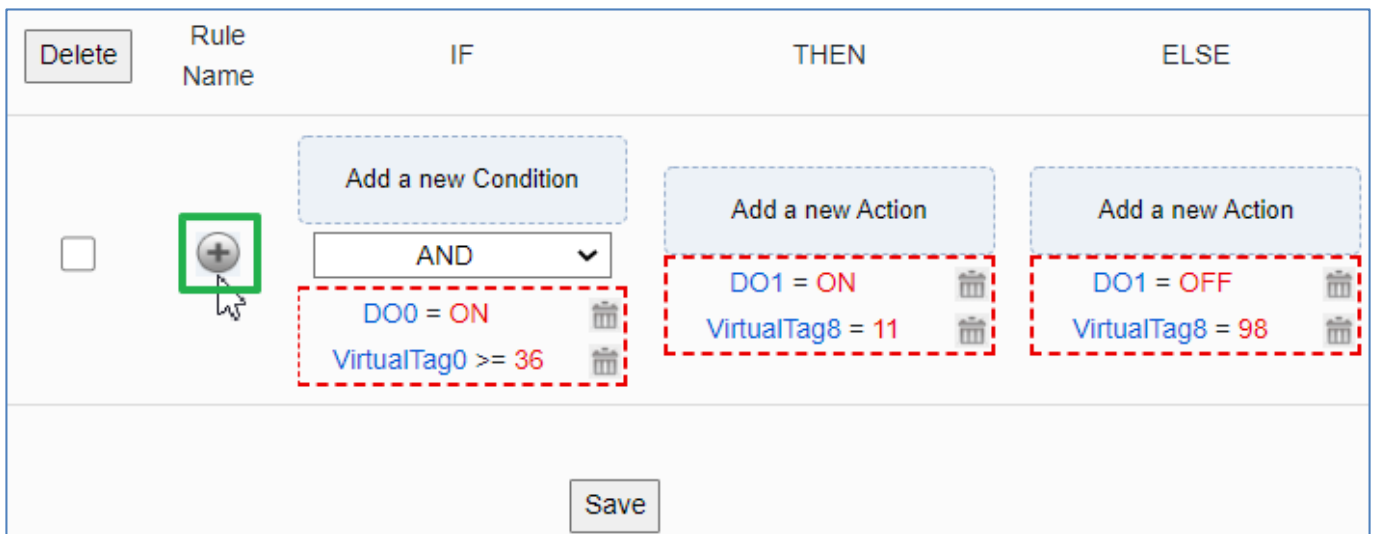 Delete
Rule
Name
IF
THEN
ELSE
Add a new Condition
AND
DO0 = ON
VirtualTag0 >= 36
Add a new Action
DO1 = ON
VirtualTag8 = 11
Add a new Action
DO1 = OFF
VirtualTag8 = 98
Save